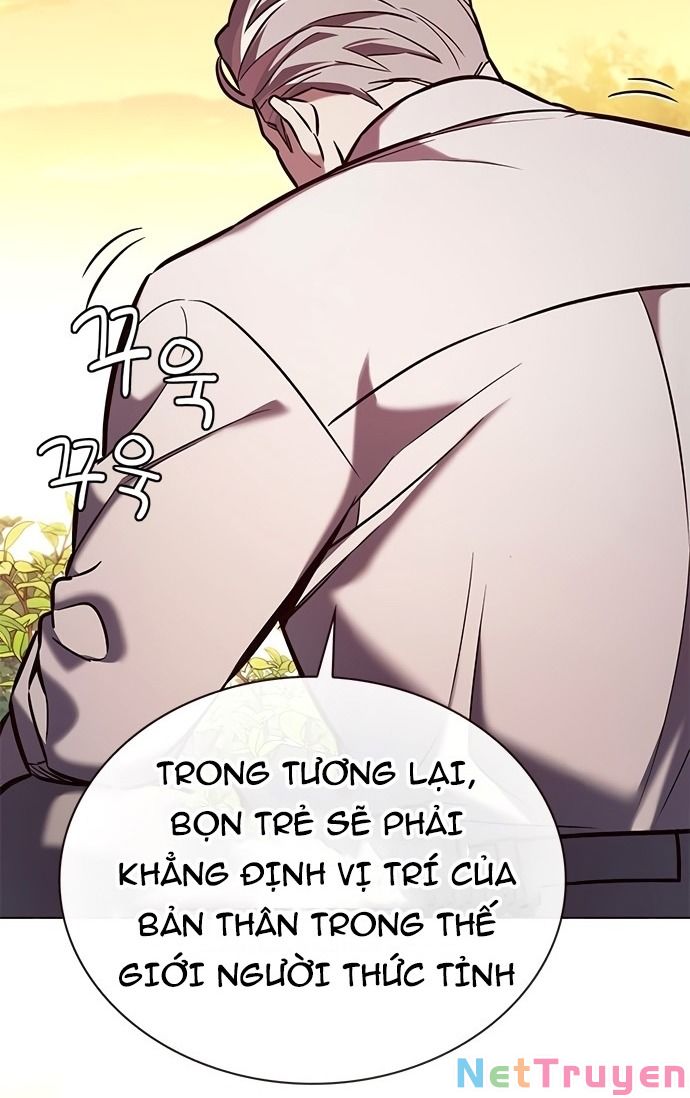 꾸욱
꾸욱
TRONG TƯƠNG LẠI,
BỌN TRẺ SẼ PHẢI
KHẲNG ĐỊNH VỊ TRÍ CỦA
BẢN THÂN TRONG THẾ
GIỚI NGƯỜI THỨC TỈNH
NetTruyen